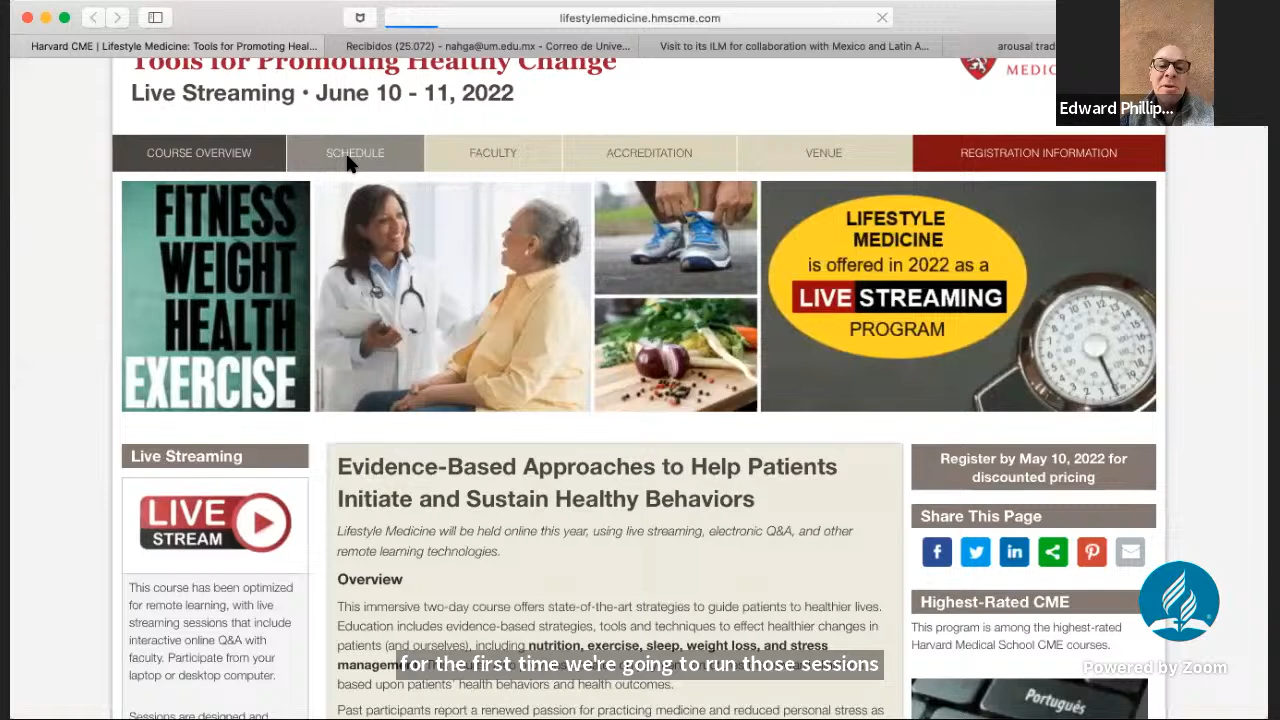 lifestylemedicine.hmscme.com
Harvard CME | Lifestyle Medicine: Tools for Promoting Heal...
Recibidos (25.072) - nahga@um.edu.mx - Correo de Unive...
Visit to its ILM for collaboration with Mexico and Latin A...
arousal trad
Tools for Promoting Healthy Change
MEDIC
Live Streaming • June 10 - 11, 2022
Edward Phillip...
COURSE OVERVIEW
SCHEDULE
FACULTY
ACCREDITATION
VENUE
REGISTRATION INFORMATION
FITNESS
WEIGHT
HEALTH
EXERCISE
LIFESTYLE
MEDICINE
is offered in 2022 as a
LIVE STREAMING
PROGRAM
Live Streaming
LIVE
STREAM
This course has been optimized
for remote learning, with live
streaming sessions that include
interactive online Q&A with
faculty. Participate from your
laptop or desktop computer.
Sessions are designed and
Evidence-Based Approaches to Help Patients
Initiate and Sustain Healthy Behaviors
Lifestyle Medicine will be held online this year, using live streaming, electronic Q&A, and other
remote learning technologies.
Overview
This immersive two-day course offers state-of-the-art strategies to guide patients to healthier lives.
Education includes evidence-based strategies, tools and techniques to effect healthier changes in
patients (and ourselves), including nutrition, exercise, sleep, weight loss, and stress
for the first time we're going to run those sessions
based upon patients' health behaviors and health outcomes.
Past participants report a renewed passion for practicing medicine and reduced personal stress as
Register by May 10, 2022 for
discounted pricing
Share This Page
Highest-Rated CME
This program is among the highest-rated
Harvard Medical School CME courses.
Powered by Zoom
Português